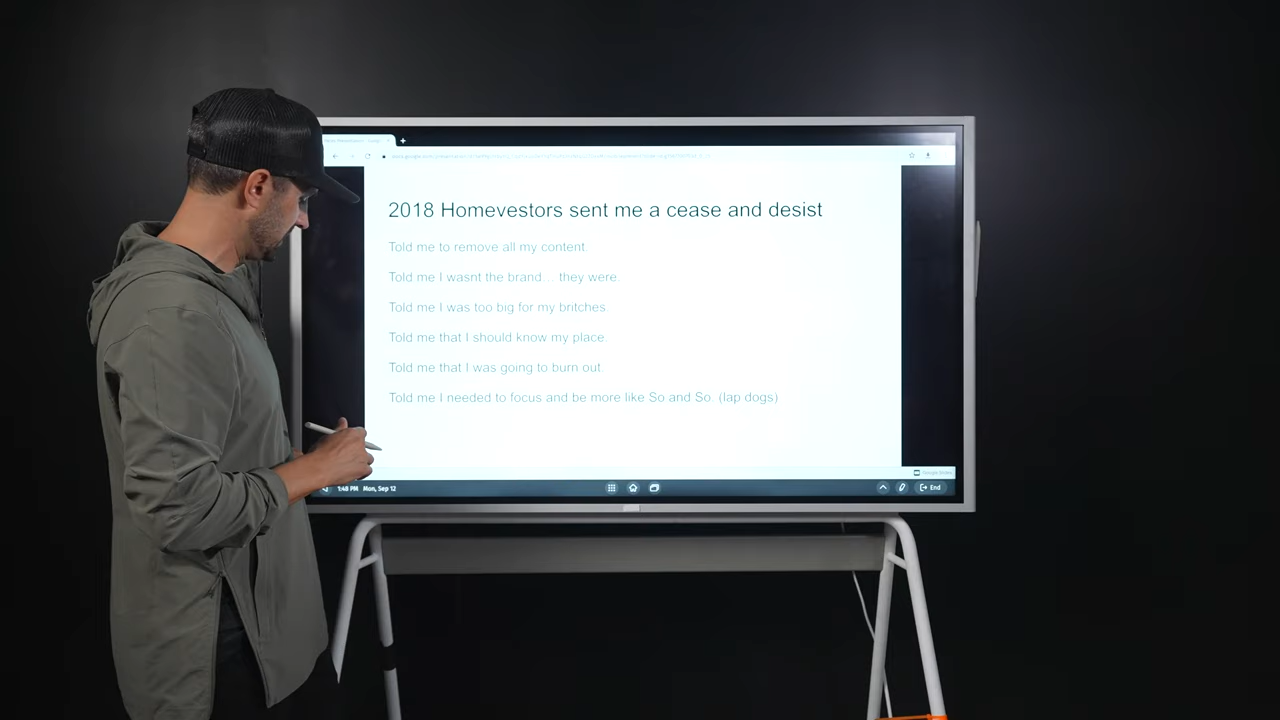 2018 Homevestors sent me a cease and desist
Told me to remove all my content.
Told me I wasnt the brand… they were.
Told me I was too big for my britches.
Told me that I should know my place.
Told me that I was going to burn out.
Told me I needed to focus and be more like So and So. (lap dogs)
Google Slides
1:48 PM Mon, Sep 12
End